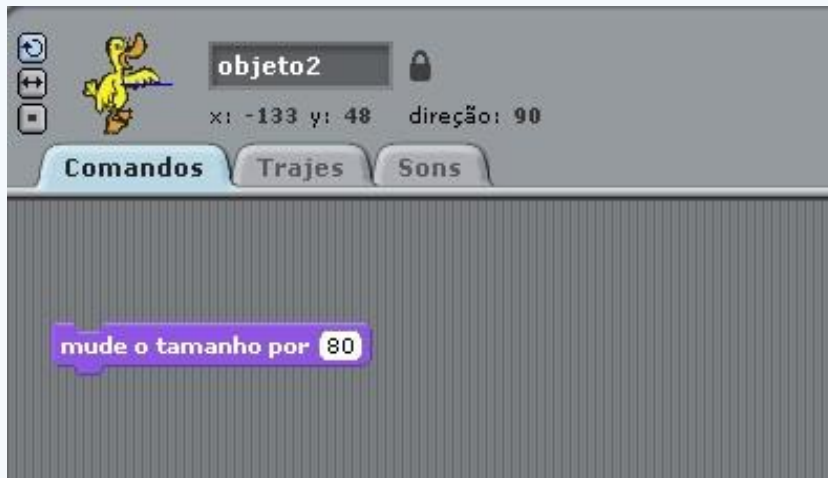 objeto2
x: -133 y: 48 direção: 90
Comandos Trajes Sons
mude o tamanho por 80